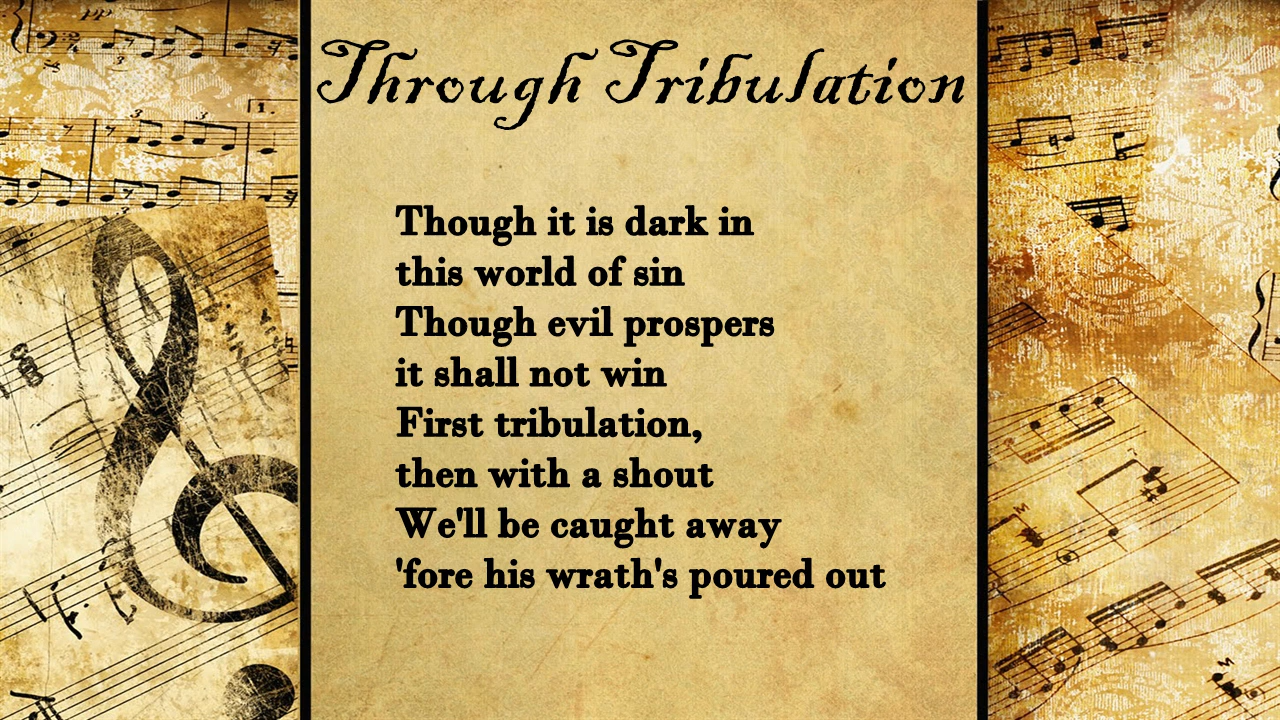 Through Tribulation
Though it is dark in
this world of sin
Though evil prospers
it shall not win
First tribulation,
then with a shout
We'll be caught away
'fore his wrath's poured out